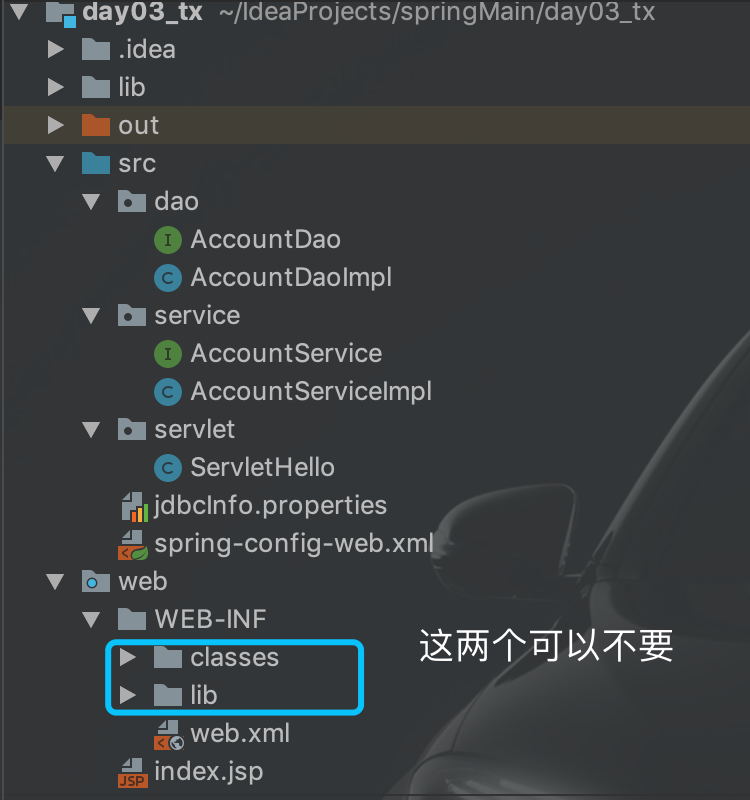 day03_tx ~/IdeaProjects/springMain/day03_tx
.idea
lib
out
src
dao
I AccountDao
C AccountDaoImpl
service
I AccountService
C AccountServiceImpl
servlet
C ServletHello
jdbcInfo.properties
spring-config-web.xml
web
WEB-INF
classes
这两个可以不要
lib
web.xml
JSP index.jsp